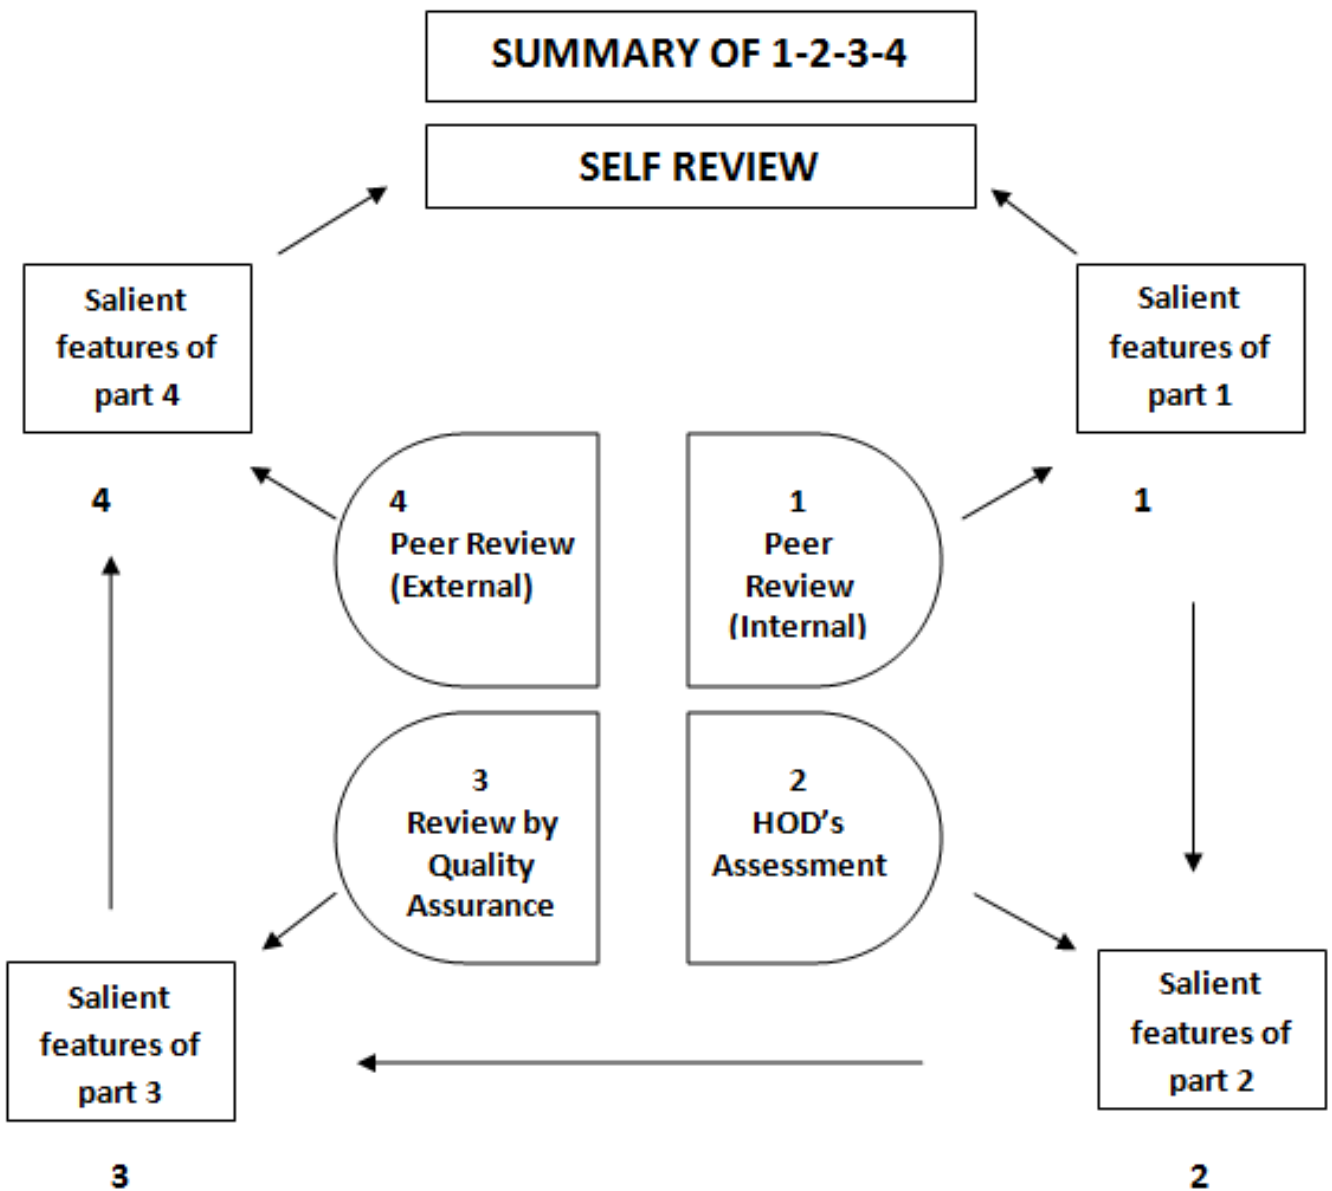 SUMMARY OF 1-2-3-4
SELF REVIEW
Salient
features of
part 4
4
Salient
features of
part 1
1
4
Peer Review
(External)
1
Peer
Review
(Internal)
3
Review by
Quality
Assurance
2
HOD’s
Assessment
Salient
features of
part 3
3
Salient
features of
part 2
2